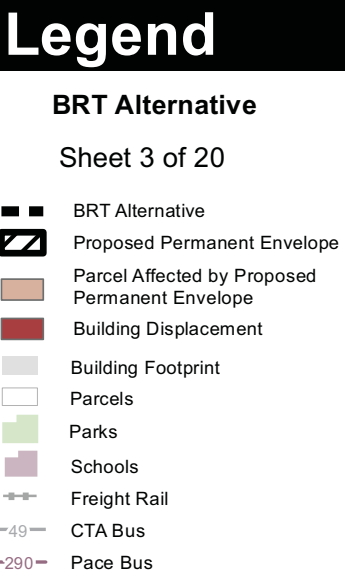 Legend
BRT Alternative
Sheet 3 of 20
BRT Alternative
Proposed Permanent Envelope
Parcel Affected by Proposed
Permanent Envelope
Building Displacement
Building Footprint
Parcels
Parks
Schools
Freight Rail
49 CTA Bus
290 Pace Bus